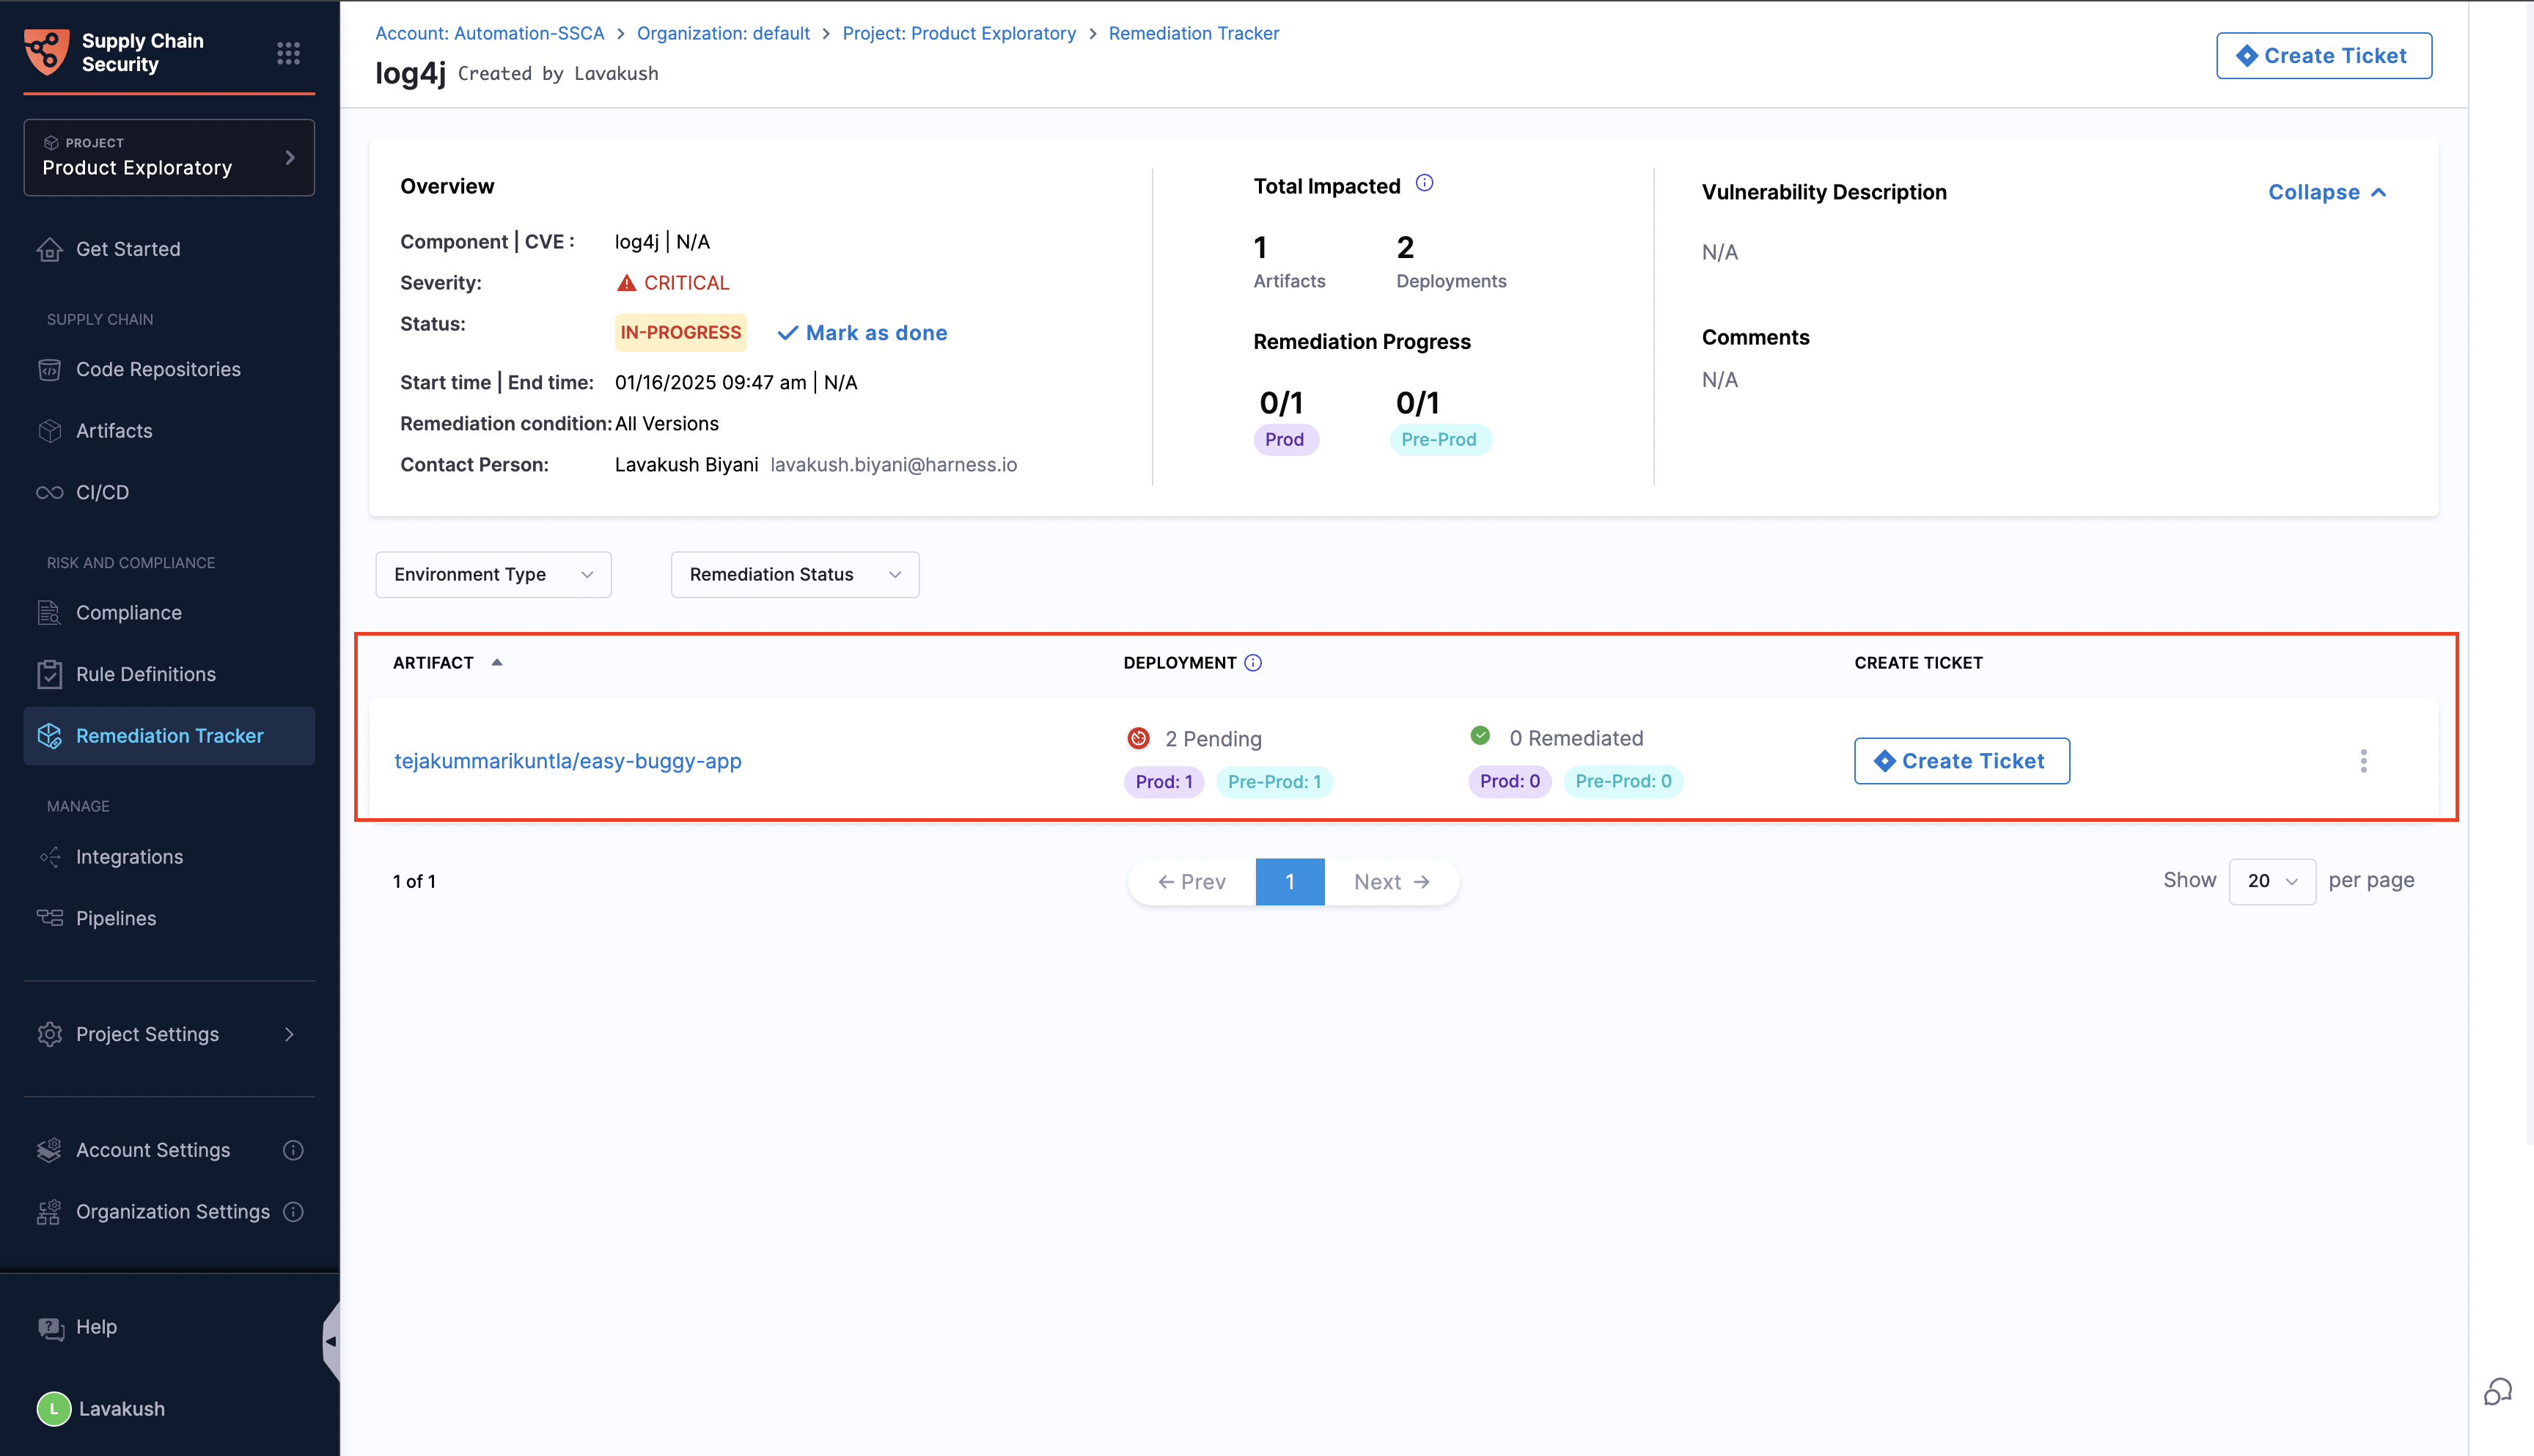 Supply Chain
Security
PROJECT
Product Exploratory
Get Started
SUPPLY CHAIN
Code Repositories
Artifacts
CI/CD
RISK AND COMPLIANCE
Compliance
Rule Definitions
Remediation Tracker
MANAGE
Integrations
Pipelines
Project Settings
Account Settings
Organization Settings
Help
L Lavakush
Account: Automation-SSCA > Organization: default > Project: Product Exploratory > Remediation Tracker
log4j Created by Lavakush
Create Ticket
Overview
Component | CVE : log4j | N/A
Severity: CRITICAL
Status: IN-PROGRESS Mark as done
Start time | End time: 01/16/2025 09:47 am | N/A
Remediation condition: All Versions
Contact Person: Lavakush Biyani lavakush.biyani@harness.io
Total Impacted
1 2
Artifacts Deployments
Remediation Progress
0/1 0/1
Prod Pre-Prod
Vulnerability Description Collapse
N/A
Comments
N/A
Environment Type Remediation Status
ARTIFACT DEPLOYMENT CREATE TICKET
tejakummarikuntla/easy-buggy-app
2 Pending 0 Remediated
Prod: 1 Pre-Prod: 1 Prod: 0 Pre-Prod: 0
Create Ticket
1 of 1 ← Prev 1 Next → Show 20 per page